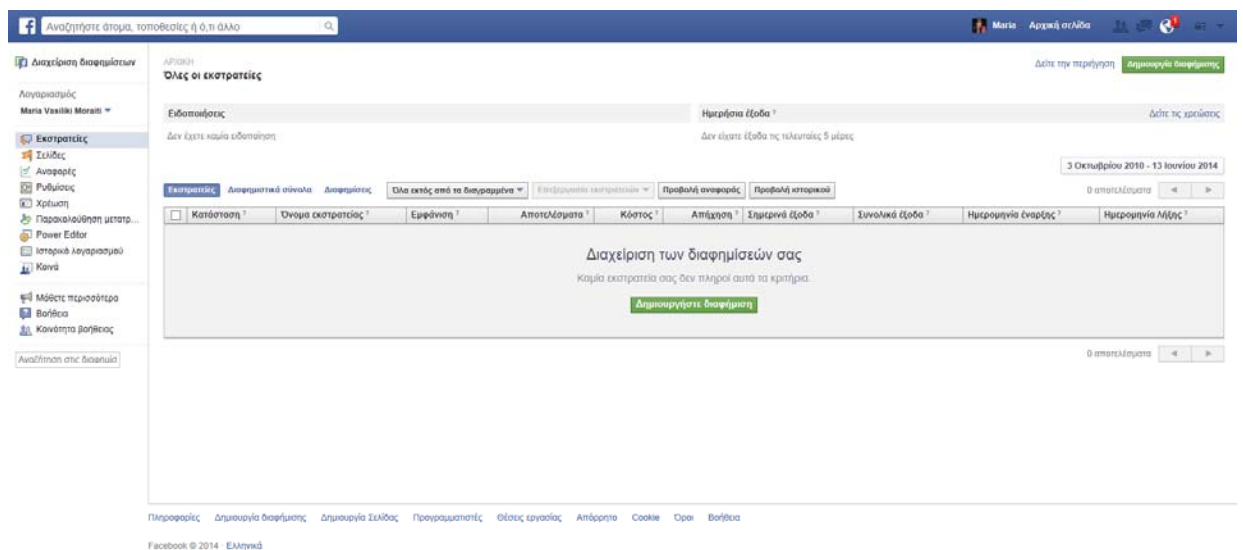 Αναζητήστε άτομα, τοποθεσίες ή ό,τι άλλο
Maria Αρχική σελίδα
1
Διαχείριση διαφημίσεων
ΑΡΧΙΚΗ
Όλες οι εκστρατείες
Δείτε την περιήγηση Δημιουργία διαφήμισης
Λογαριασμός
Maria Vasiliki Moraiti
Ειδοποιήσεις
Δεν έχετε καμία ειδοποίηση
Ημερήσια έξοδα ?
Δείτε τις χρεώσεις
Δεν είχατε έξοδα τις τελευταίες 5 μέρες
Εκστρατείες
Σελίδες
Αναφορές
Ρυθμίσεις
Χρέωση
Παρακολούθηση μετατρ...
Power Editor
Ιστορικό λογαριασμού
Κοινά
Μάθετε περισσότερα
Βοήθεια
Κοινότητα βοήθειας
Αναζήτηση στις διαφημίσ
3 Οκτωβρίου 2010 - 13 Ιουνίου 2014
Εκστρατείες Διαφημιστικά σύνολα Διαφημίσεις Όλα εκτός από τα διαγραμμένα Επεξεργασία εκστρατειών Προβολή αναφοράς Προβολή ιστορικού 0 αποτελέσματα
Κατάσταση ? Όνομα εκστρατείας ? Εμφάνιση ? Αποτελέσματα ? Κόστος ? Απήχηση ? Σημερινά έξοδα ? Συνολικά έξοδα ? Ημερομηνία έναρξης ? Ημερομηνία λήξης ?
Διαχείριση των διαφημίσεών σας
Καμία εκστρατεία σας δεν πληροί αυτά τα κριτήρια.
Δημιουργήστε διαφήμιση
0 αποτελέσματα
Πληροφορίες Δημιουργία διαφήμισης Δημιουργία Σελίδας Προγραμματιστές Θέσεις εργασίας Απόρρητο Cookie Όροι Βοήθεια
Facebook © 2014 · Ελληνικά